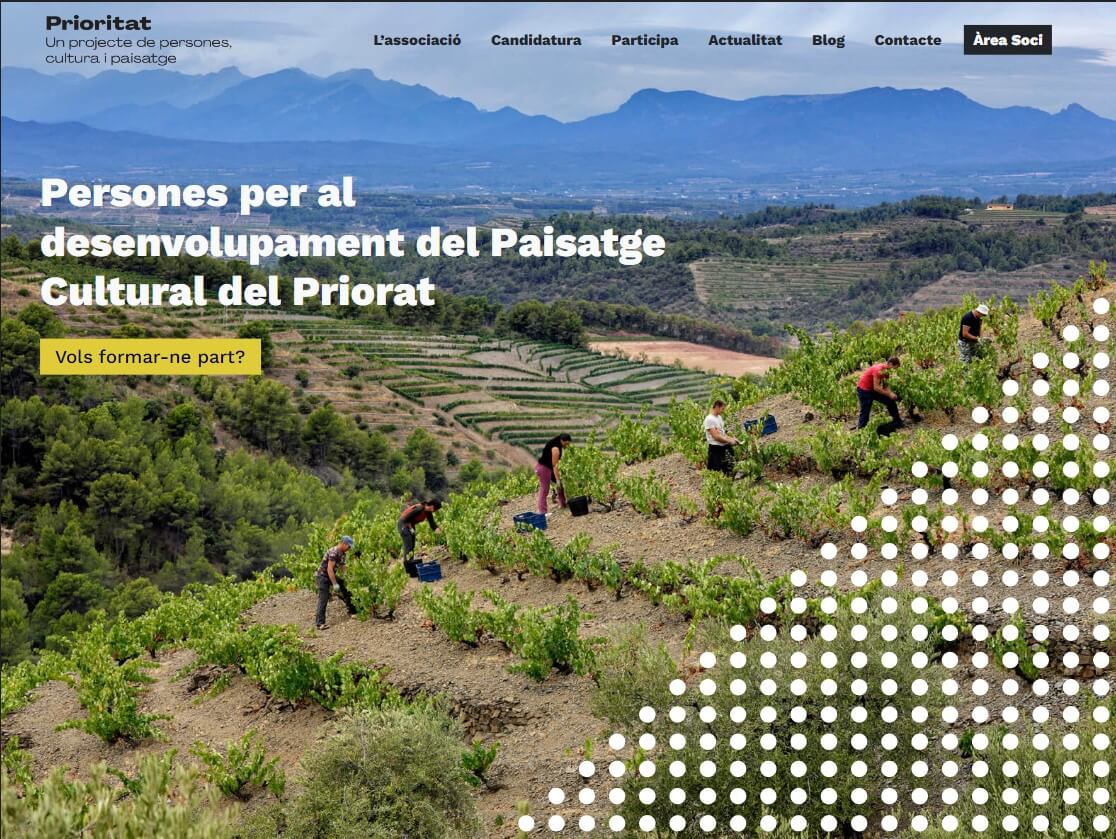 Prioritat
Un projecte de persones,
cultura i paisatge
L'associació
Candidatura
Participa
Actualitat
Blog
Contacte
Àrea Soci
Persones per al
desenvolupament del Paisatge
Cultural del Priorat
Vols formar-ne part?